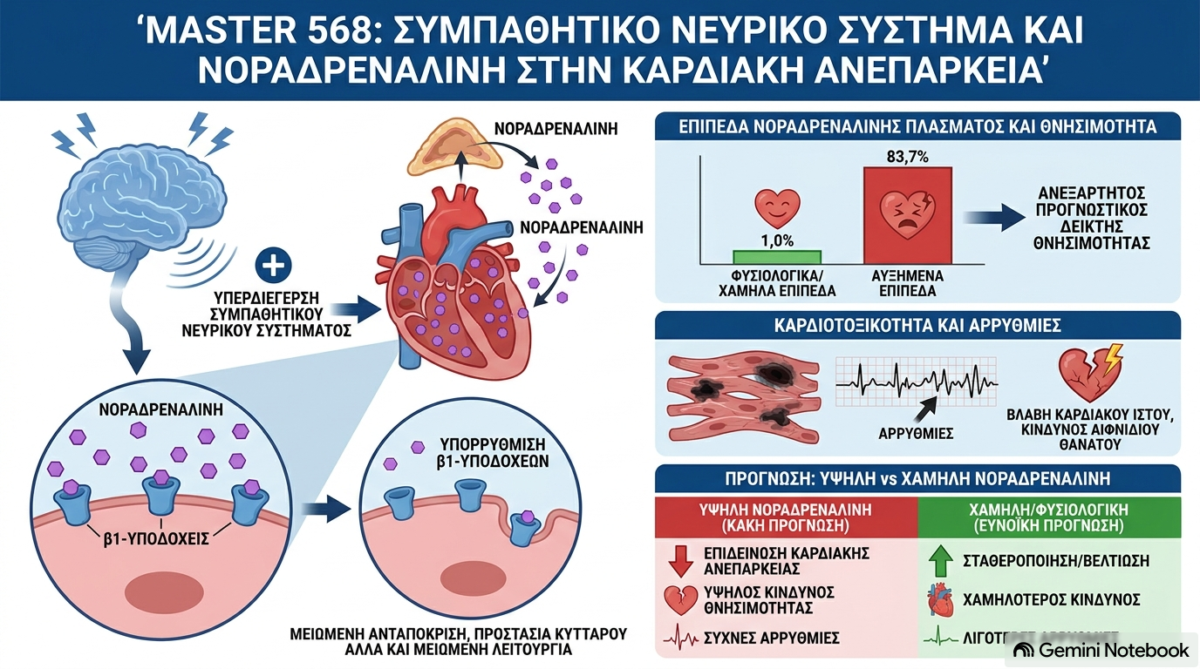 ‘MASTER 568: ΣΥΜΠΑΘΗΤΙΚΟ ΝΕΥΡΙΚΟ ΣΥΣΤΗΜΑ ΚΑΙ
ΝΟΡΑΔΡΕΝΑΛΙΝΗ ΣΤΗΝ ΚΑΡΔΙΑΚΗ ΑΝΕΠΑΡΚΕΙΑ’
ΝΟΡΑΔΡΕΝΑΛΙΝΗ
ΝΟΡΑΔΡΕΝΑΛΙΝΗ
+
ΥΠΕΡΔΙΕΓΕΡΣΗ
ΣΥΜΠΑΘΗΤΙΚΟΥ
ΝΕΥΡΙΚΟΥ ΣΥΣΤΗΜΑΤΟΣ
ΝΟΡΑΔΡΕΝΑΛΙΝΗ
β1-ΥΠΟΔΟΧΕΙΣ
ΥΠΟΡΡΥΘΜΙΣΗ
β1-ΥΠΟΔΟΧΕΩΝ
ΜΕΙΩΜΕΝΗ ΑΝΤΑΠΟΚΡΙΣΗ, ΠΡΟΣΤΑΣΙΑ ΚΥΤΤΑΡΟΥ
ΑΛΛΑ ΚΑΙ ΜΕΙΩΜΕΝΗ ΛΕΙΤΟΥΡΓΙΑ
ΕΠΙΠΕΔΑ ΝΟΡΑΔΡΕΝΑΛΙΝΗΣ ΠΛΑΣΜΑΤΟΣ ΚΑΙ ΘΝΗΣΙΜΟΤΗΤΑ
83,7%
1,0%
ΦΥΣΙΟΛΟΓΙΚΑ/
ΧΑΜΗΛΑ ΕΠΙΠΕΔΑ
ΑΥΞΗΜΕΝΑ
ΕΠΙΠΕΔΑ
ΑΝΕΞΑΡΤΗΤΟΣ
ΠΡΟΓΝΩΣΤΙΚΟΣ
ΔΕΙΚΤΗΣ
ΘΝΗΣΙΜΟΤΗΤΑΣ
ΚΑΡΔΙΟΤΟΞΙΚΟΤΗΤΑ ΚΑΙ ΑΡΡΥΘΜΙΕΣ
ΑΡΡΥΘΜΙΕΣ
ΒΛΑΒΗ ΚΑΡΔΙΑΚΟΥ ΙΣΤΟΥ,
ΚΙΝΔΥΝΟΣ ΑΙΦΝΙΔΙΟΥ
ΘΑΝΑΤΟΥ
ΠΡΟΓΝΩΣΗ: ΥΨΗΛΗ vs ΧΑΜΗΛΗ ΝΟΡΑΔΡΕΝΑΛΙΝΗ
ΥΨΗΛΗ ΝΟΡΑΔΡΕΝΑΛΙΝΗ
(ΚΑΚΗ ΠΡΟΓΝΩΣΗ)
ΕΠΙΔΕΙΝΩΣΗ ΚΑΡΔΙΑΚΗΣ
ΑΝΕΠΑΡΚΕΙΑΣ
ΥΨΗΛΟΣ ΚΙΝΔΥΝΟΣ
ΘΝΗΣΙΜΟΤΗΤΑΣ
ΣΥΧΝΕΣ ΑΡΡΥΘΜΙΕΣ
ΧΑΜΗΛΗ/ΦΥΣΙΟΛΟΓΙΚΗ
(ΕΥΝΟΪΚΗ ΠΡΟΓΝΩΣΗ)
ΣΤΑΘΕΡΟΠΟΙΗΣΗ/ΒΕΛΤΙΩΣΗ
ΧΑΜΗΛΟΤΕΡΟΣ ΚΙΝΔΥΝΟΣ
ΛΙΓΟΤΕΡΕΣ ΑΡΡΥΘΜΙΕΣ
Gemini Notebook